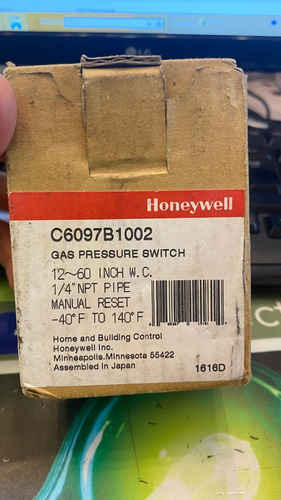 LG
Honeywell
C6097B1002
GAS PRESSURE SWITCH
12~60 INCH W.C.
1/4"NPT PIPE
MANUAL RESET
-40°F TO 140°F
Home and Building Control
Honeywell Inc.
Minneapolis.Minnesota 55422
Assembled in Japan
1616D